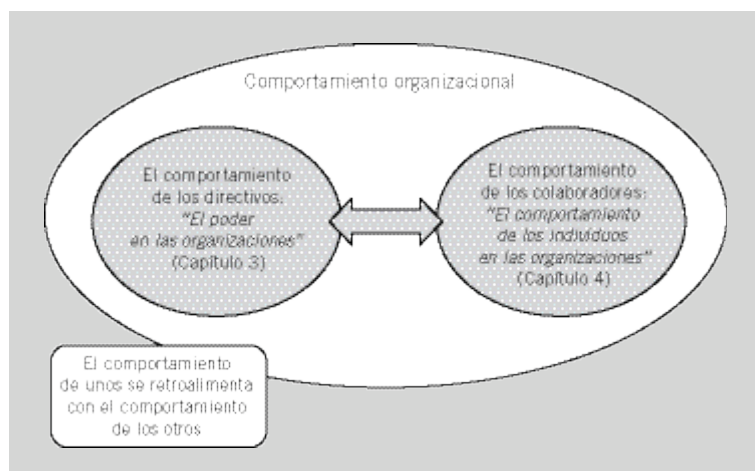 Comportamiento organizacional
El comportamiento
de los directivos:
“El poder
en las organizaciones”
(Capítulo 3)
El comportamiento
de los colaboradores:
“El comportamiento
de los individuos
en las organizaciones”
(Capítulo 4)
El comportamiento
de unos se retroalimenta
con el comportamiento
de los otros